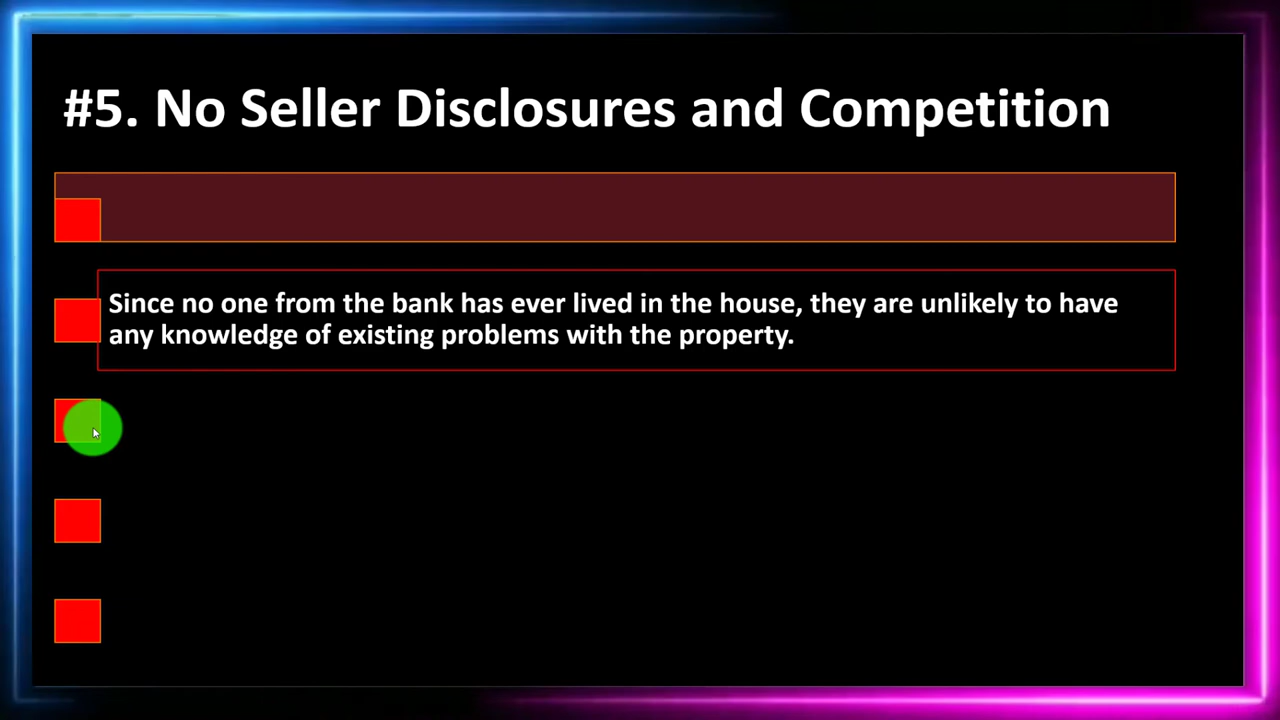 #5. No Seller Disclosures and Competition
Since no one from the bank has ever lived in the house, they are unlikely to have
any knowledge of existing problems with the property.